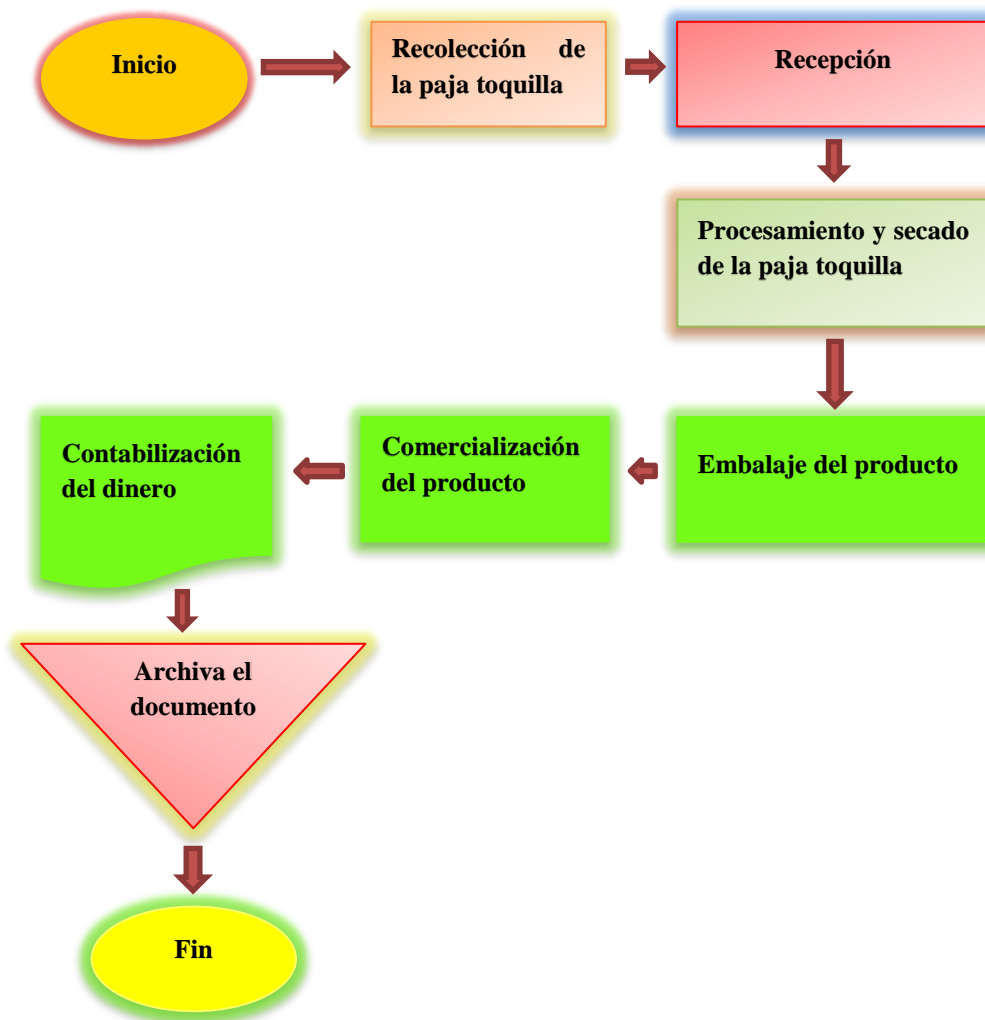 Inicio
Recolección de
la paja toquilla
Recepción
Procesamiento y secado
de la paja toquilla
Embalaje del producto
Comercialización
del producto
Contabilización
del dinero
Archiva el
documento
Fin